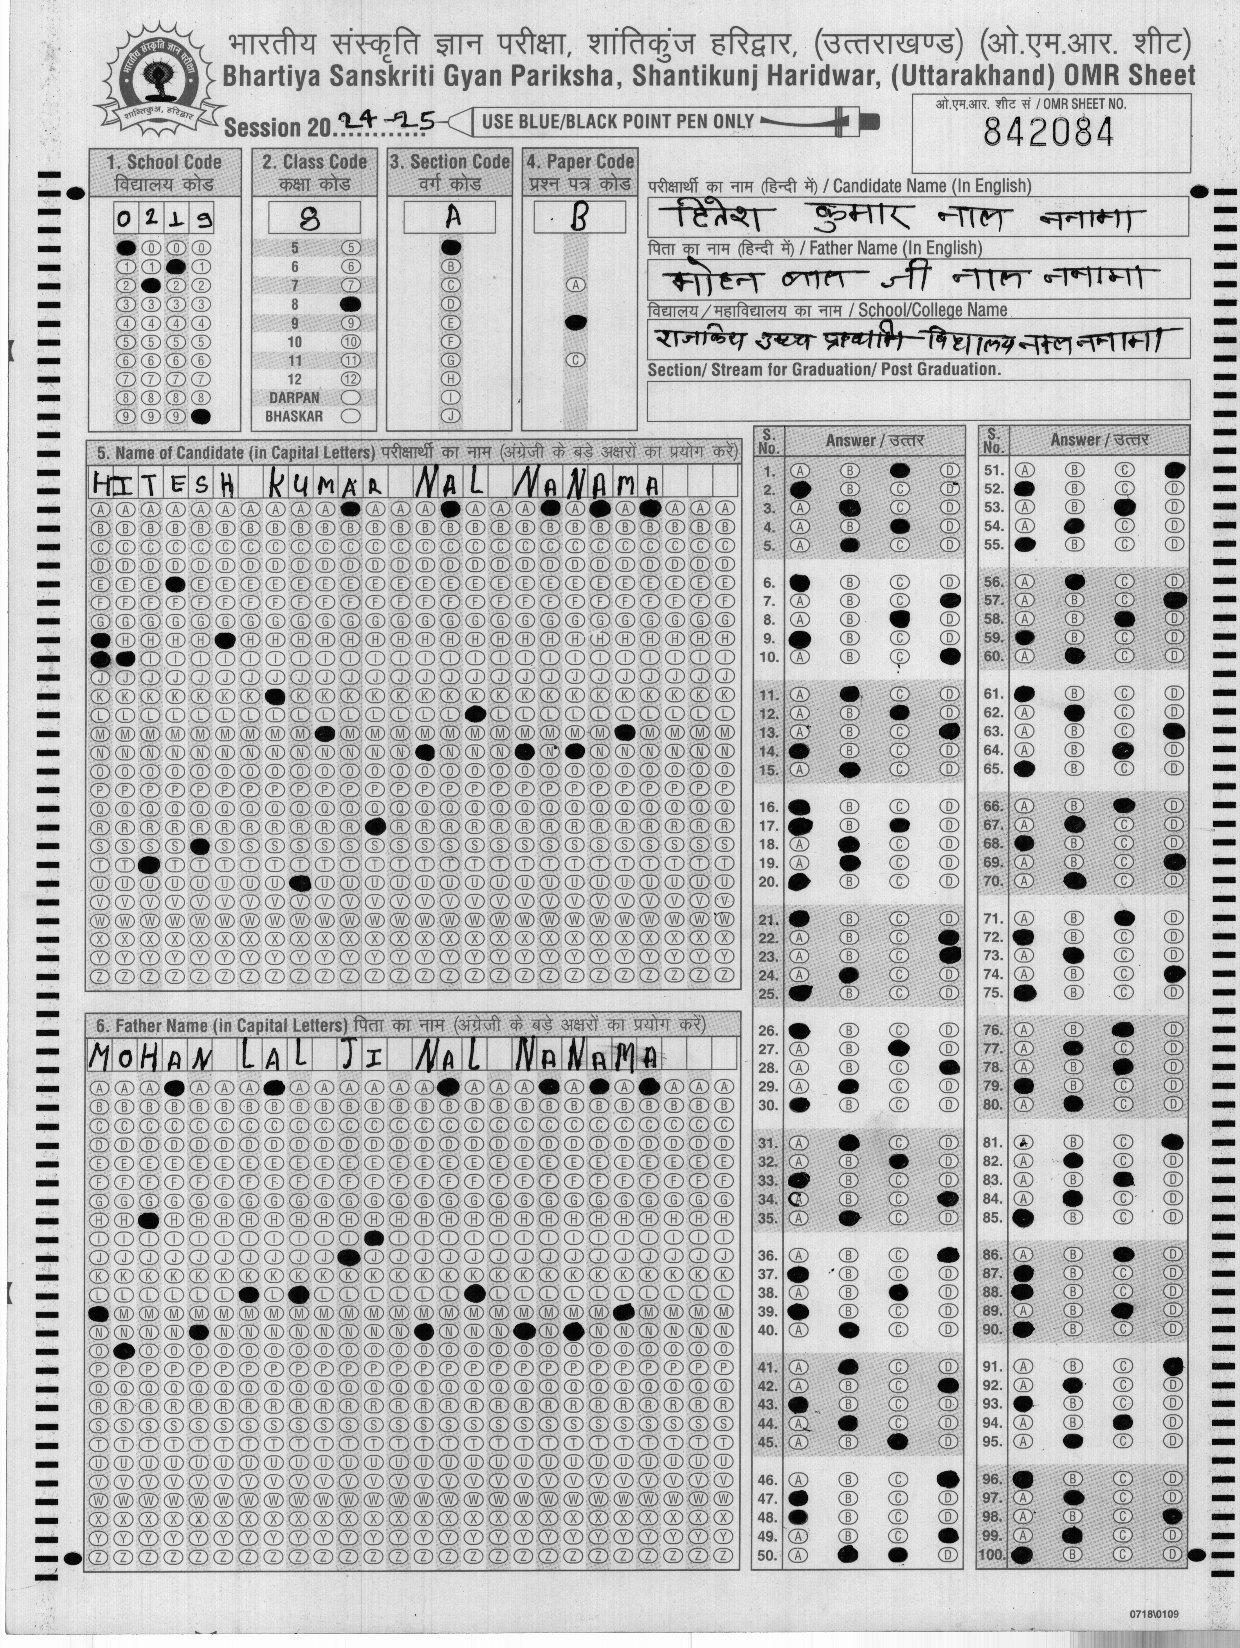 भारतीय संस्कृति ज्ञान परीक्षा, शांतिकुंज हरिद्वार, (उत्तराखण्ड) (ओ.एम.आर. शीट)
Bhartiya Sanskriti Gyan Pariksha, Shantikunj Haridwar, (Uttarakhand) OMR Sheet
Session 20 24-25
USE BLUE/BLACK POINT PEN ONLY
ओ.एम.आर. शीट सं / OMR SHEET NO.
842084
1. School Code
विद्यालय कोड
0 2 1 9
2. Class Code
कक्षा कोड
8
5
6
7
8
9
10
11
12
DARPAN
BHASKAR
3. Section Code
वर्ग कोड
A
4. Paper Code
प्रश्न पत्र कोड
B
परीक्षार्थी का नाम (हिन्दी में) / Candidate Name (In English)
हितेश कुमार नाल ननामा
पिता का नाम (हिन्दी में) / Father Name (In English)
मोहन लाल जी नाल ननामा
विद्यालय/महाविद्यालय का नाम / School/College Name
Section/ Stream for Graduation/ Post Graduation.
5. Name of Candidate (in Capital Letters) परीक्षार्थी का नाम (अंग्रेजी के बड़े अक्षरों का प्रयोग करें)
HITESH KUMAR NAL NANAMA
6. Father Name (in Capital Letters) पिता का नाम (अंग्रेजी के बड़े अक्षरों का प्रयोग करें)
MOHAN LAL JI NAL NANAMA
S. No. Answer / उत्तर
S. No. Answer / उत्तर
0718\0109